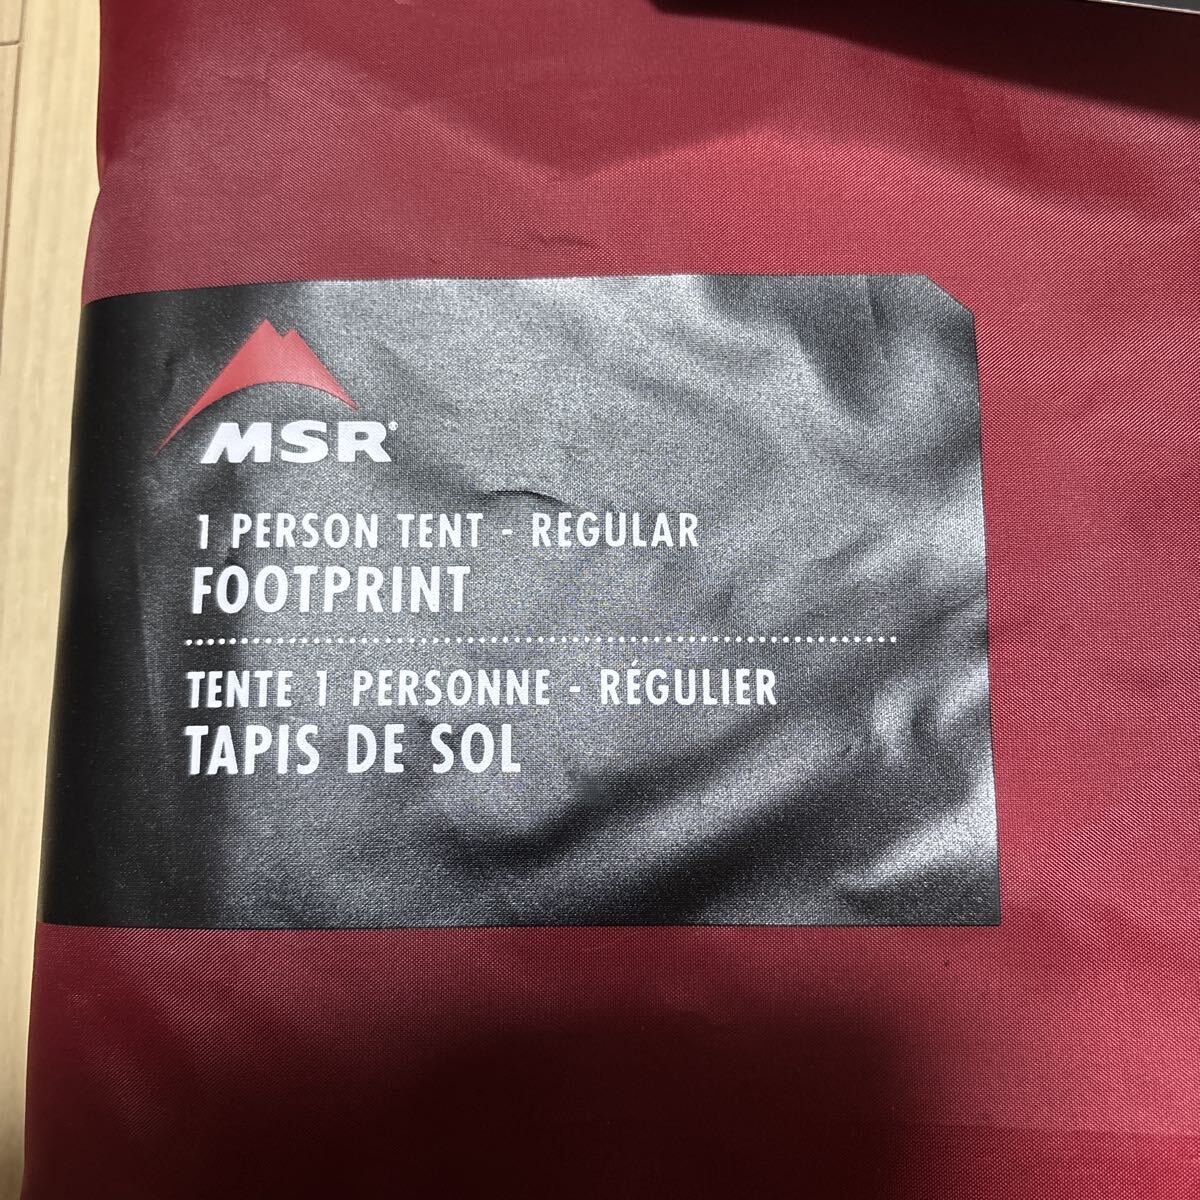 MSR®
1 PERSON TENT - REGULAR
FOOTPRINT
TENTE 1 PERSONNE - RÉGULIER
TAPIS DE SOL